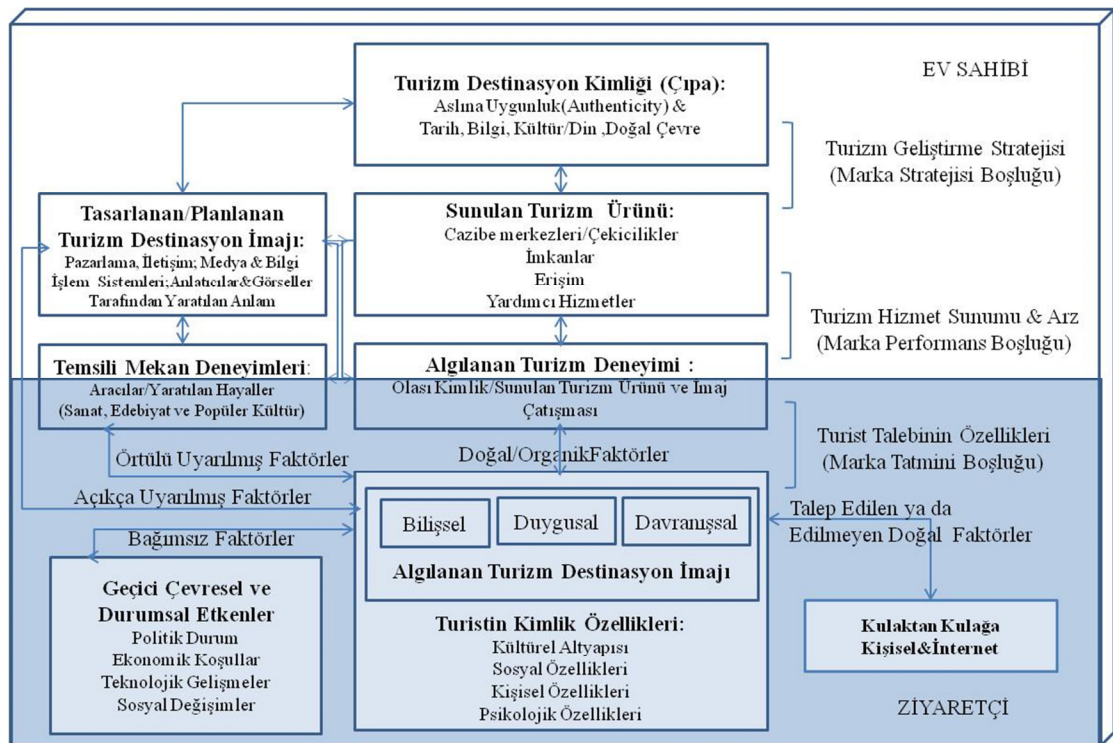 EV SAHİBİ
Turizm Destinasyon Kimliği (Çıpa):
Aslına Uygunluk(Authenticity) &
Tarih, Bilgi, Kültür/Din ,Doğal Çevre
Turizm Geliştirme Stratejisi
(Marka Stratejisi Boşluğu)
Tasarlanan/Planlanan
Turizm Destinasyon İmajı:
Pazarlama, İletişim; Medya & Bilgi
İşlem Sistemleri;Anlatıcılar&Görseller
Tarafından Yaratılan Anlam
Sunulan Turizm Ürünü:
Cazibe merkezleri/Çekicilikler
İmkanlar
Erişim
Yardımcı Hizmetler
Turizm Hizmet Sunumu & Arz
(Marka Performans Boşluğu)
Temsili Mekan Deneyimleri:
Aracılar/Yaratılan Hayaller
(Sanat, Edebiyat ve Popüler Kültür)
Algılanan Turizm Deneyimi :
Olası Kimlik/Sunulan Turizm Ürünü ve İmaj
Çatışması
Turist Talebinin Özellikleri
(Marka Tatmini Boşluğu)
Örtülü Uyarılmış Faktörler
Doğal/OrganikFaktörler
Açıkça Uyarılmış Faktörler
Bağımsız Faktörler
Bilişsel
Duygusal
Davranışsal
Algılanan Turizm Destinasyon İmajı
Talep Edilen ya da
Edilmeyen Doğal Faktörler
Geçici Çevresel ve
Durumsal Etkenler
Politik Durum
Ekonomik Koşullar
Teknolojik Gelişmeler
Sosyal Değişimler
Turistin Kimlik Özellikleri:
Kültürel Altyapısı
Sosyal Özellikleri
Kişisel Özellikleri
Psikolojik Özellikleri
Kulaktan Kulağa
Kişisel&İnternet
ZİYARETÇİ